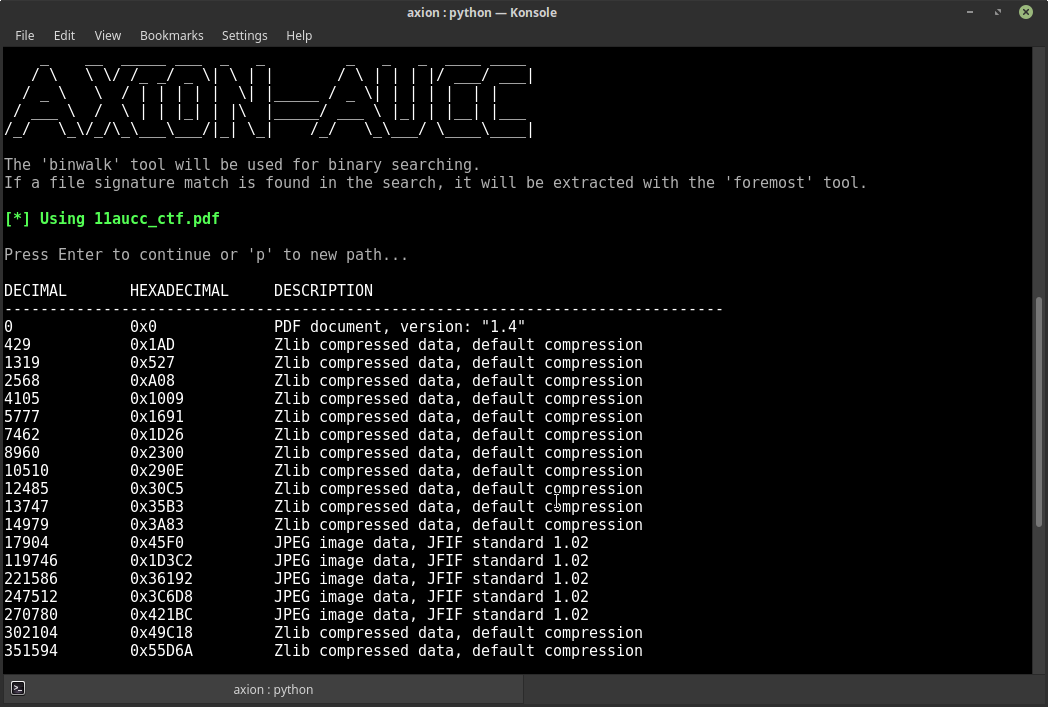 axion : python — Konsole
File Edit View Bookmarks Settings Help
AXION-AUCC
The 'binwalk' tool will be used for binary searching.
If a file signature match is found in the search, it will be extracted with the 'foremost' tool.
[*] Using 11aucc_ctf.pdf
Press Enter to continue or 'p' to new path...
DECIMAL HEXADECIMAL DESCRIPTION
--------------------------------------------------------------------------------
0 0x0 PDF document, version: "1.4"
429 0x1AD Zlib compressed data, default compression
1319 0x527 Zlib compressed data, default compression
2568 0xA08 Zlib compressed data, default compression
4105 0x1009 Zlib compressed data, default compression
5777 0x1691 Zlib compressed data, default compression
7462 0x1D26 Zlib compressed data, default compression
8960 0x2300 Zlib compressed data, default compression
10510 0x290E Zlib compressed data, default compression
12485 0x30C5 Zlib compressed data, default compression
13747 0x35B3 Zlib compressed data, default compression
14979 0x3A83 Zlib compressed data, default compression
17904 0x45F0 JPEG image data, JFIF standard 1.02
119746 0x1D3C2 JPEG image data, JFIF standard 1.02
221586 0x36192 JPEG image data, JFIF standard 1.02
247512 0x3C6D8 JPEG image data, JFIF standard 1.02
270780 0x421BC JPEG image data, JFIF standard 1.02
302104 0x49C18 Zlib compressed data, default compression
351594 0x55D6A Zlib compressed data, default compression
axion : python